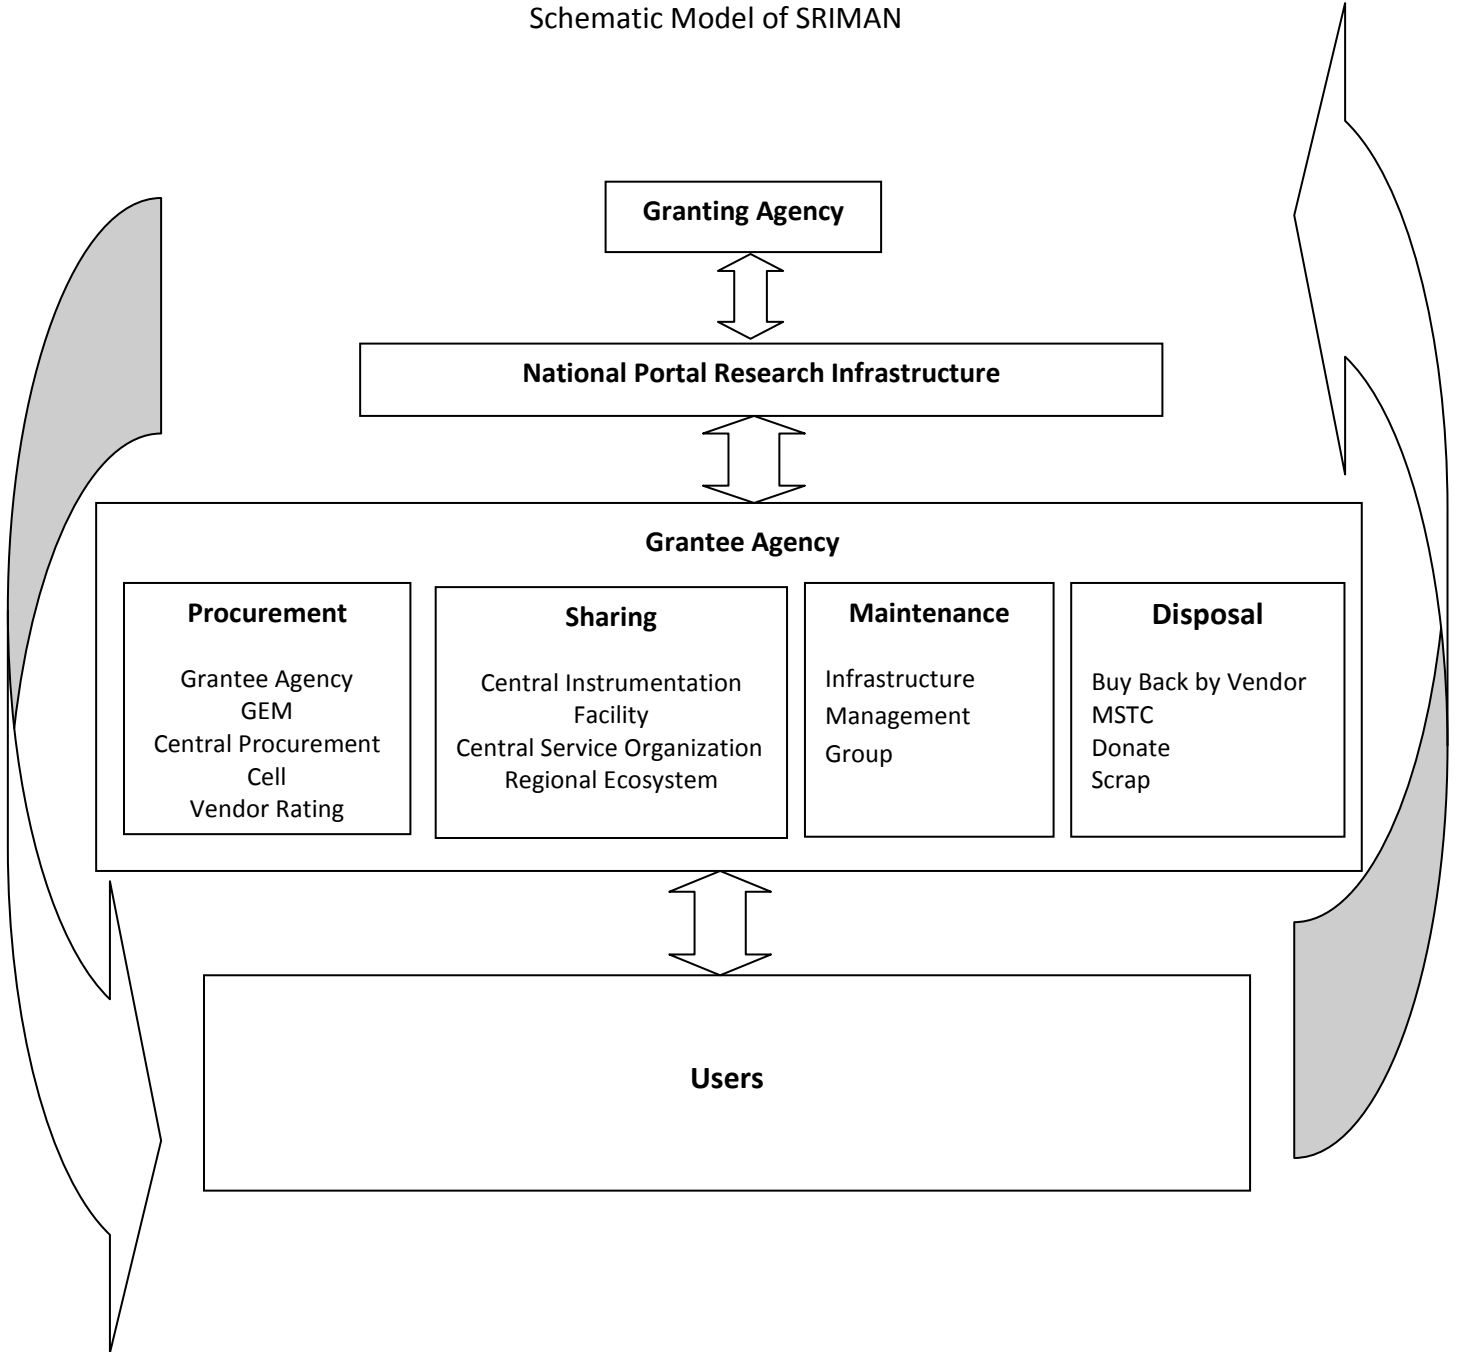 Schematic Model of SRIMAN
Granting Agency
National Portal Research Infrastructure
Grantee Agency
Procurement
Grantee Agency
GEM
Central Procurement
Cell
Vendor Rating
Sharing
Central Instrumentation
Facility
Central Service Organization
Regional Ecosystem
Maintenance
Infrastructure
Management
Group
Disposal
Buy Back by Vendor
MSTC
Donate
Scrap
Users